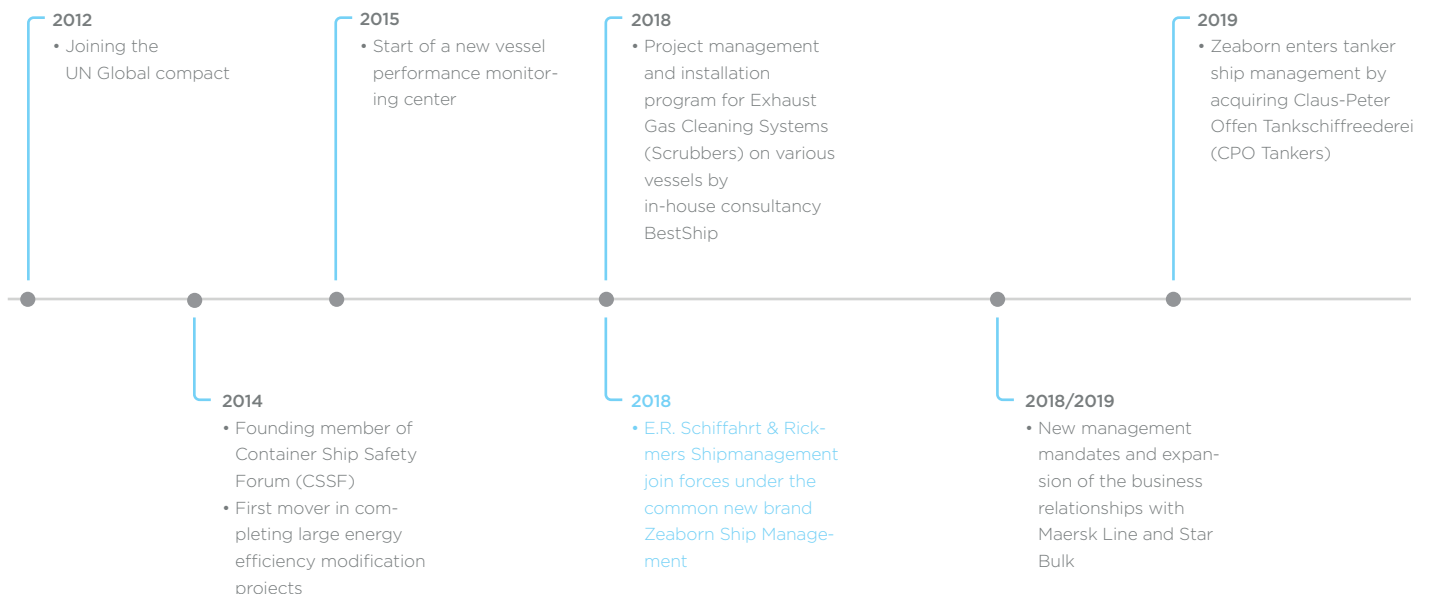 2012
• Joining the
UN Global compact
2015
• Start of a new vessel
performance monitor-
ing center
2018
• Project management
and installation
program for Exhaust
Gas Cleaning Systems
(Scrubbers) on various
vessels by
in-house consultancy
BestShip
2019
• Zeaborn enters tanker
ship management by
acquiring Claus-Peter
Offen Tankschiffreederei
(CPO Tankers)
2014
• Founding member of
Container Ship Safety
Forum (CSSF)
• First mover in com-
pleting large energy
efficiency modification
projects
2018
• E.R. Schiffahrt & Rick-
mers Shipmanagement
join forces under the
common new brand
Zeaborn Ship Manage-
ment
2018/2019
• New management
mandates and expan-
sion of the business
relationships with
Maersk Line and Star
Bulk